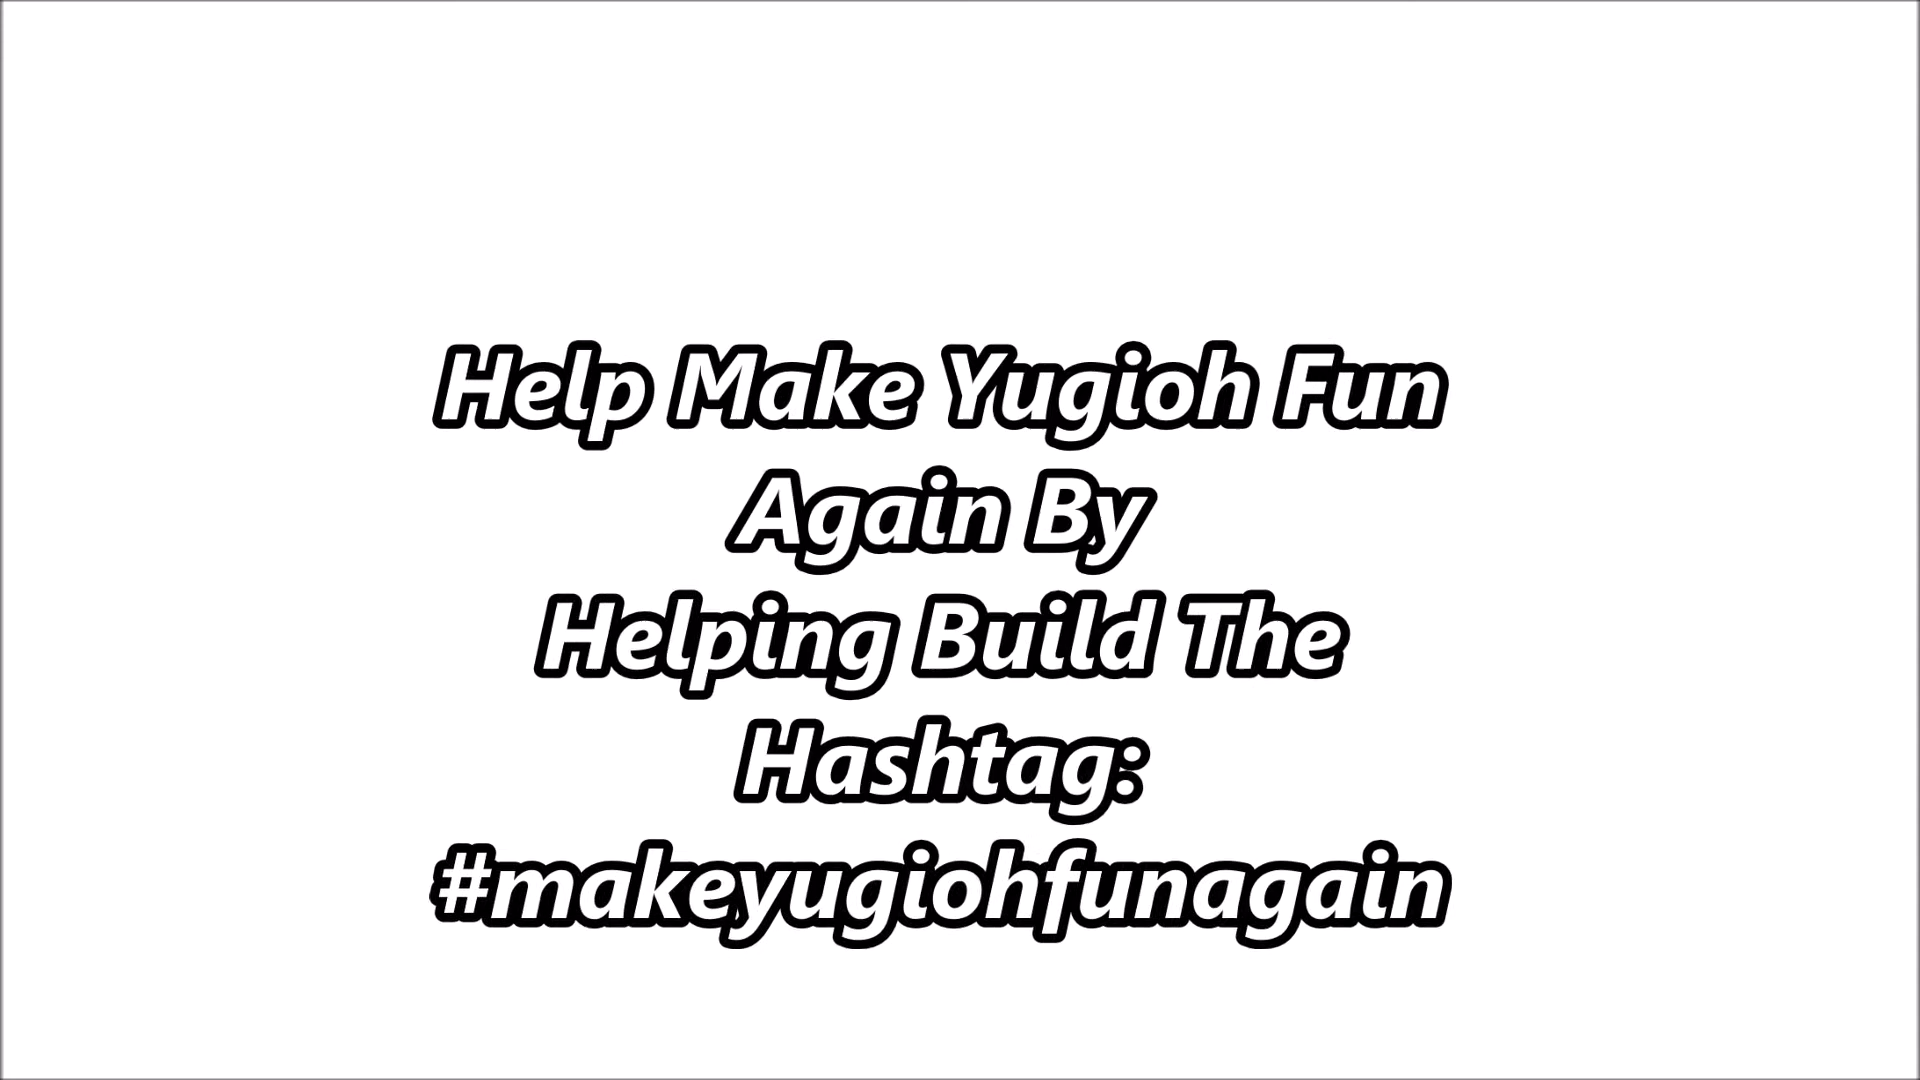 Help Make Yugioh Fun
Again By
Helping Build The
Hashtag:
#makeyugiohfunagain